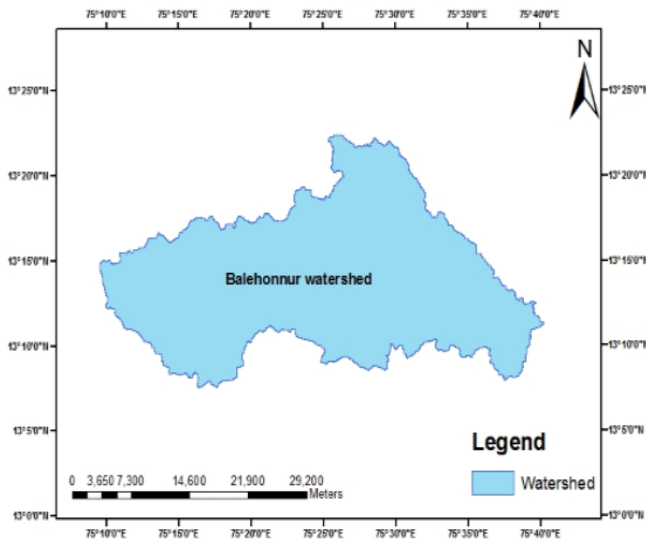 75°10'0"E 75°15'0"E 75°20'0"E 75°25'0"E 75°30'0"E 75°35'0"E 75°40'0"E
N
13°25'0"N 13°25'0"N
13°20'0"N 13°20'0"N
13°15'0"N 13°15'0"N
Balehonnur watershed
13°10'0"N 13°10'0"N
13°5'0"N 13°5'0"N
Legend
Watershed
0 3,650 7,300 14,600 21,900 29,200
Meters
13°0'0"N 13°0'0"N
75°10'0"E 75°15'0"E 75°20'0"E 75°25'0"E 75°30'0"E 75°35'0"E 75°40'0"E